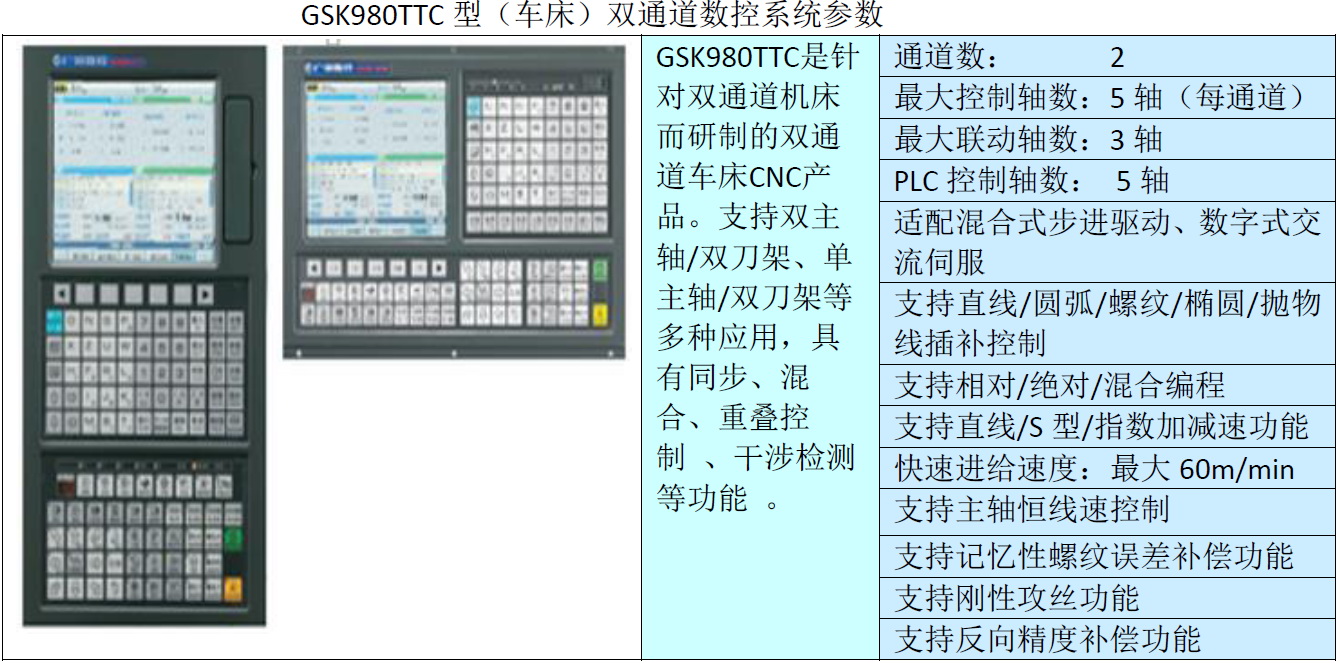 GSK980TTC 型（车床）双通道数控系统参数
GSK980TTC是针
对双通道机床
而研制的双通
道车床CNC产
品。支持双主
轴/双刀架、单
主轴/双刀架等
多种应用，具
有同步、混
合、重叠控
制 、干涉检测
等功能 。
通道数： 2
最大控制轴数：5 轴（每通道）
最大联动轴数：3 轴
PLC 控制轴数： 5 轴
适配混合式步进驱动、数字式交
流伺服
支持直线/圆弧/螺纹/椭圆/抛物
线插补控制
支持相对/绝对/混合编程
支持直线/S 型/指数加减速功能
快速进给速度：最大 60m/min
支持主轴恒线速控制
支持记忆性螺纹误差补偿功能
支持刚性攻丝功能
支持反向精度补偿功能